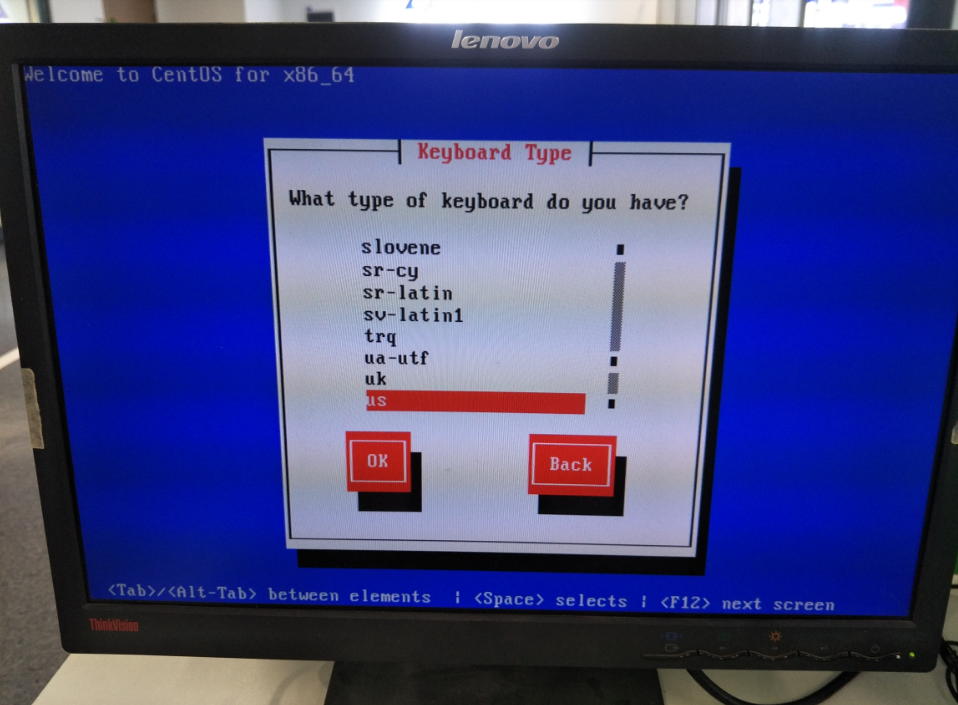 lenovo
Welcome to CentOS for x86_64
Keyboard Type
What type of keyboard do you have?
slovene
sr-cy
sr-latin
sv-latin1
trq
ua-utf
uk
us
OK
Back
<Tab>/<Alt-Tab> between elements | <Space> selects | <F12> next screen
ThinkVision